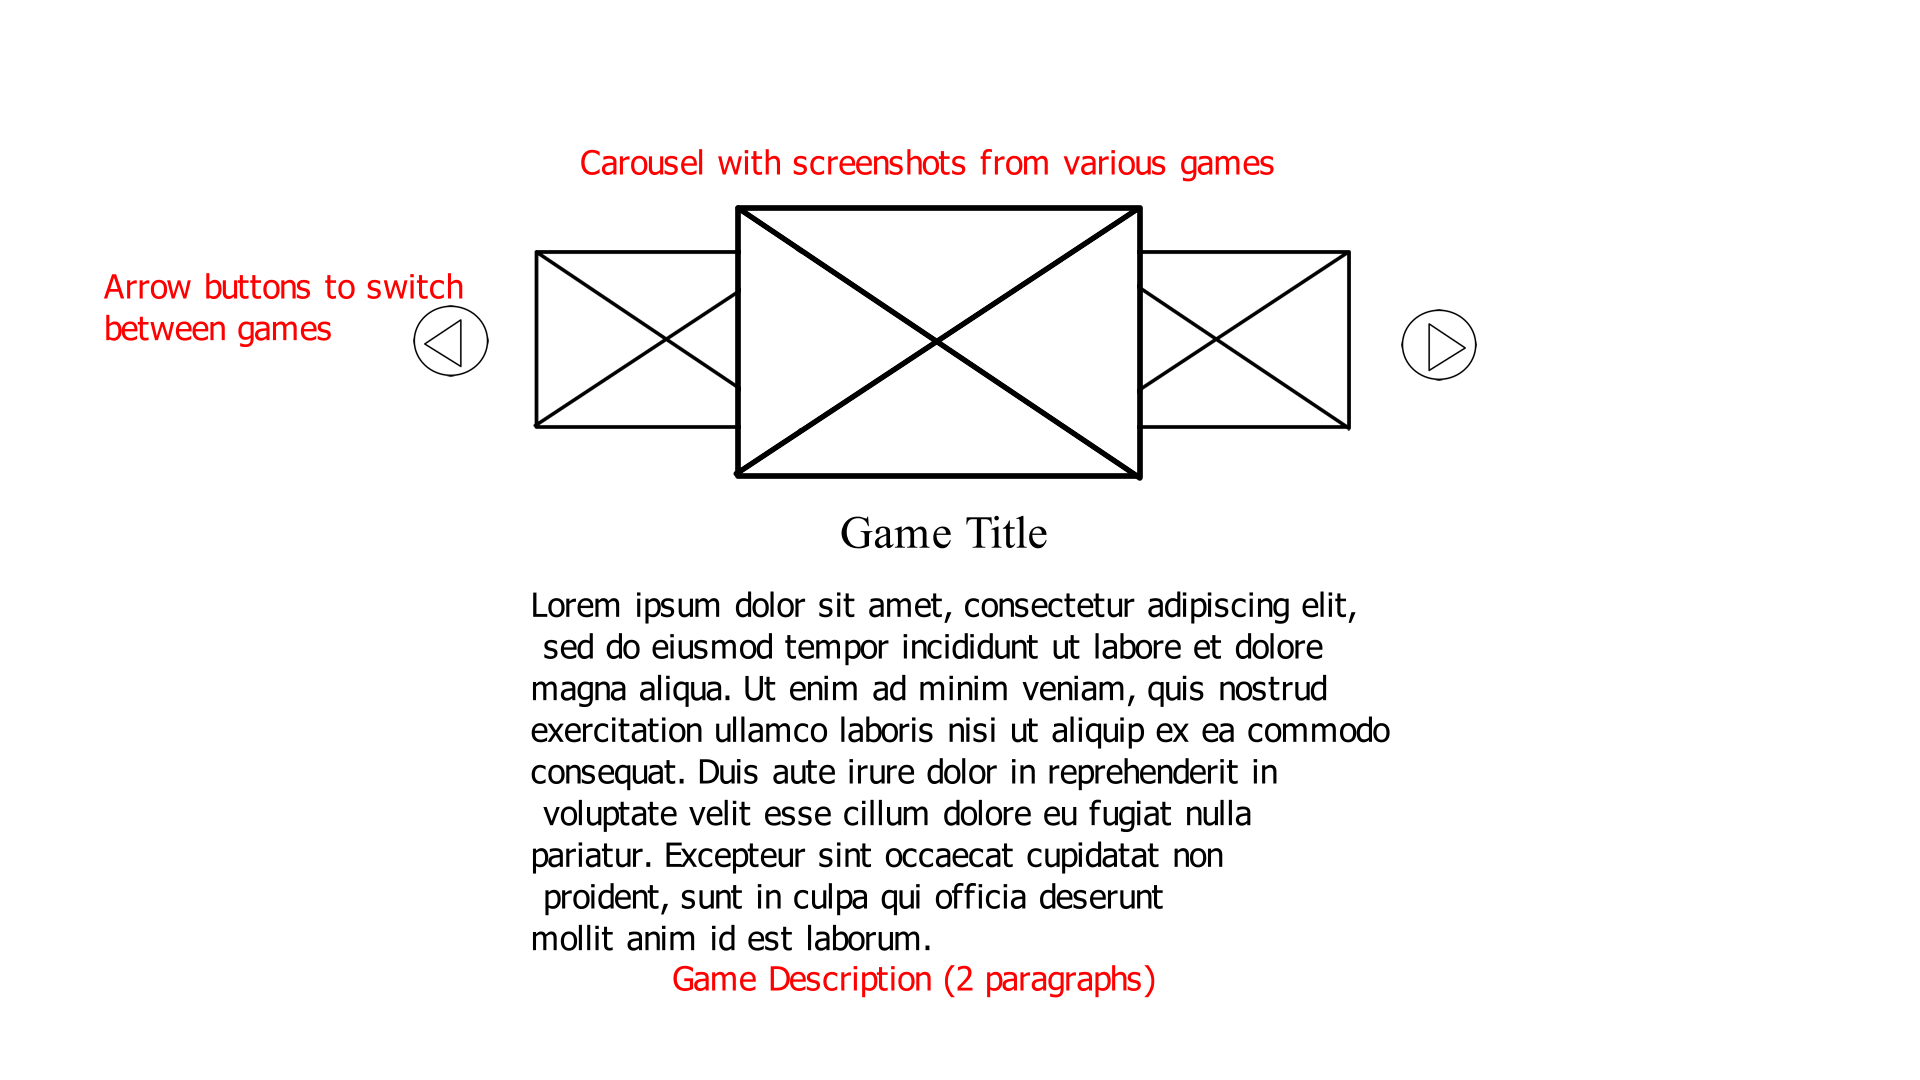 Carousel with screenshots from various games
Arrow buttons to switch
between games
Game Title
Lorem ipsum dolor sit amet, consectetur adipiscing elit,
sed do eiusmod tempor incididunt ut labore et dolore
magna aliqua. Ut enim ad minim veniam, quis nostrud
exercitation ullamco laboris nisi ut aliquip ex ea commodo
consequat. Duis aute irure dolor in reprehenderit in
voluptate velit esse cillum dolore eu fugiat nulla
pariatur. Excepteur sint occaecat cupidatat non
proident, sunt in culpa qui officia deserunt
mollit anim id est laborum.
Game Description (2 paragraphs)